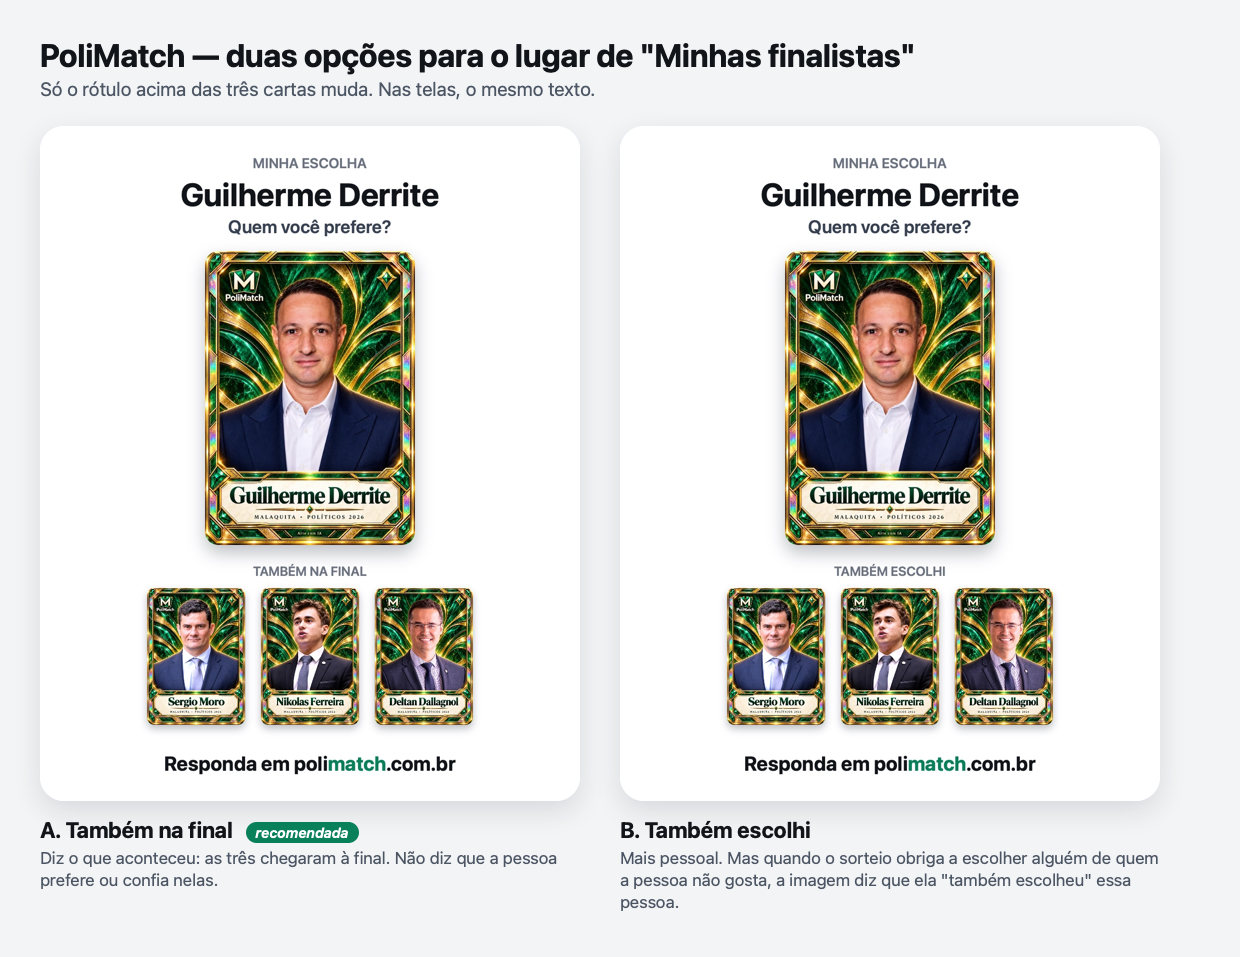 PoliMatch — duas opções para o lugar de "Minhas finalistas"
Só o rótulo acima das três cartas muda. Nas telas, o mesmo texto.
MINHA ESCOLHA
Guilherme Derrite
Quem você prefere?
M
PoliMatch
Guilherme Derrite
MALAQUITA • POLÍTICOS 2026
TAMBÉM NA FINAL
M
PoliMatch
Sergio Moro
M
PoliMatch
Nikolas Ferreira
M
PoliMatch
Deltan Dallagnol
Responda em polimatch.com.br
A. Também na final
recomendada
Diz o que aconteceu: as três chegaram à final. Não diz que a pessoa
prefere ou confia nelas.
MINHA ESCOLHA
Guilherme Derrite
Quem você prefere?
M
PoliMatch
Guilherme Derrite
MALAQUITA • POLÍTICOS 2026
TAMBÉM ESCOLHI
M
PoliMatch
Sergio Moro
M
PoliMatch
Nikolas Ferreira
M
PoliMatch
Deltan Dallagnol
Responda em polimatch.com.br
B. Também escolhi
Mais pessoal. Mas quando o sorteio obriga a escolher alguém de quem
a pessoa não gosta, a imagem diz que ela "também escolheu" essa
pessoa.